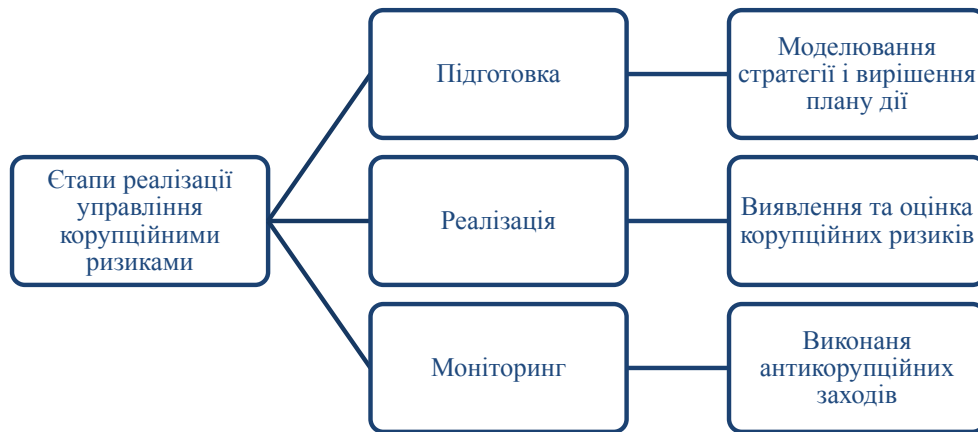 Єтапи реалізації
управління
корупційними
ризиками
Підготовка
Моделювання
стратегії і вирішення
плану дії
Реалізація
Виявлення та оцінка
корупційних ризиків
Моніторинг
Виконаня
антикорупційних
заходів